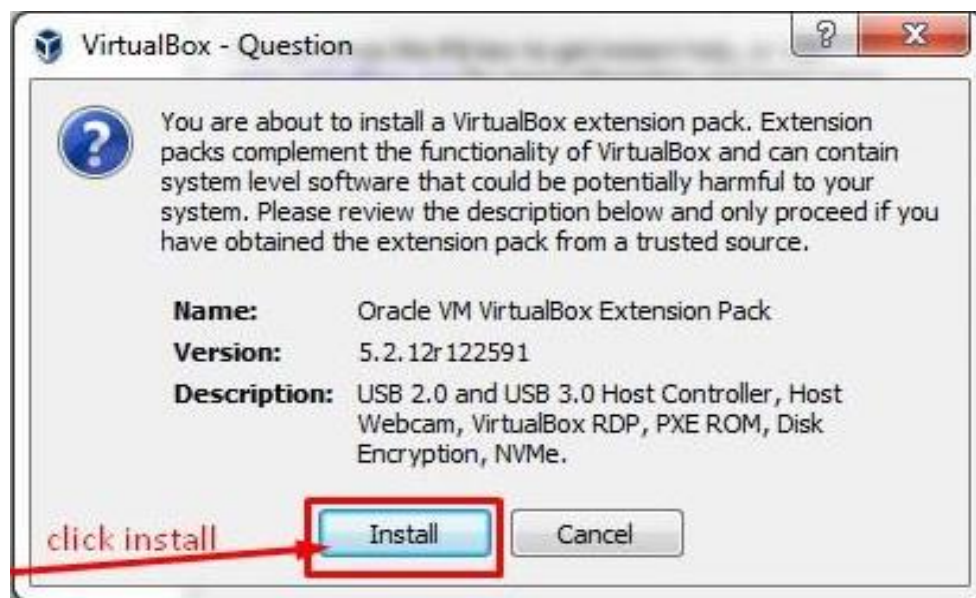 VirtualBox - Question
You are about to install a VirtualBox extension pack. Extension
packs complement the functionality of VirtualBox and can contain
system level software that could be potentially harmful to your
system. Please review the description below and only proceed if you
have obtained the extension pack from a trusted source.
Name: Oracle VM VirtualBox Extension Pack
Version: 5.2.12r122591
Description: USB 2.0 and USB 3.0 Host Controller, Host
Webcam, VirtualBox RDP, PXE ROM, Disk
Encryption, NVMe.
click install Install Cancel